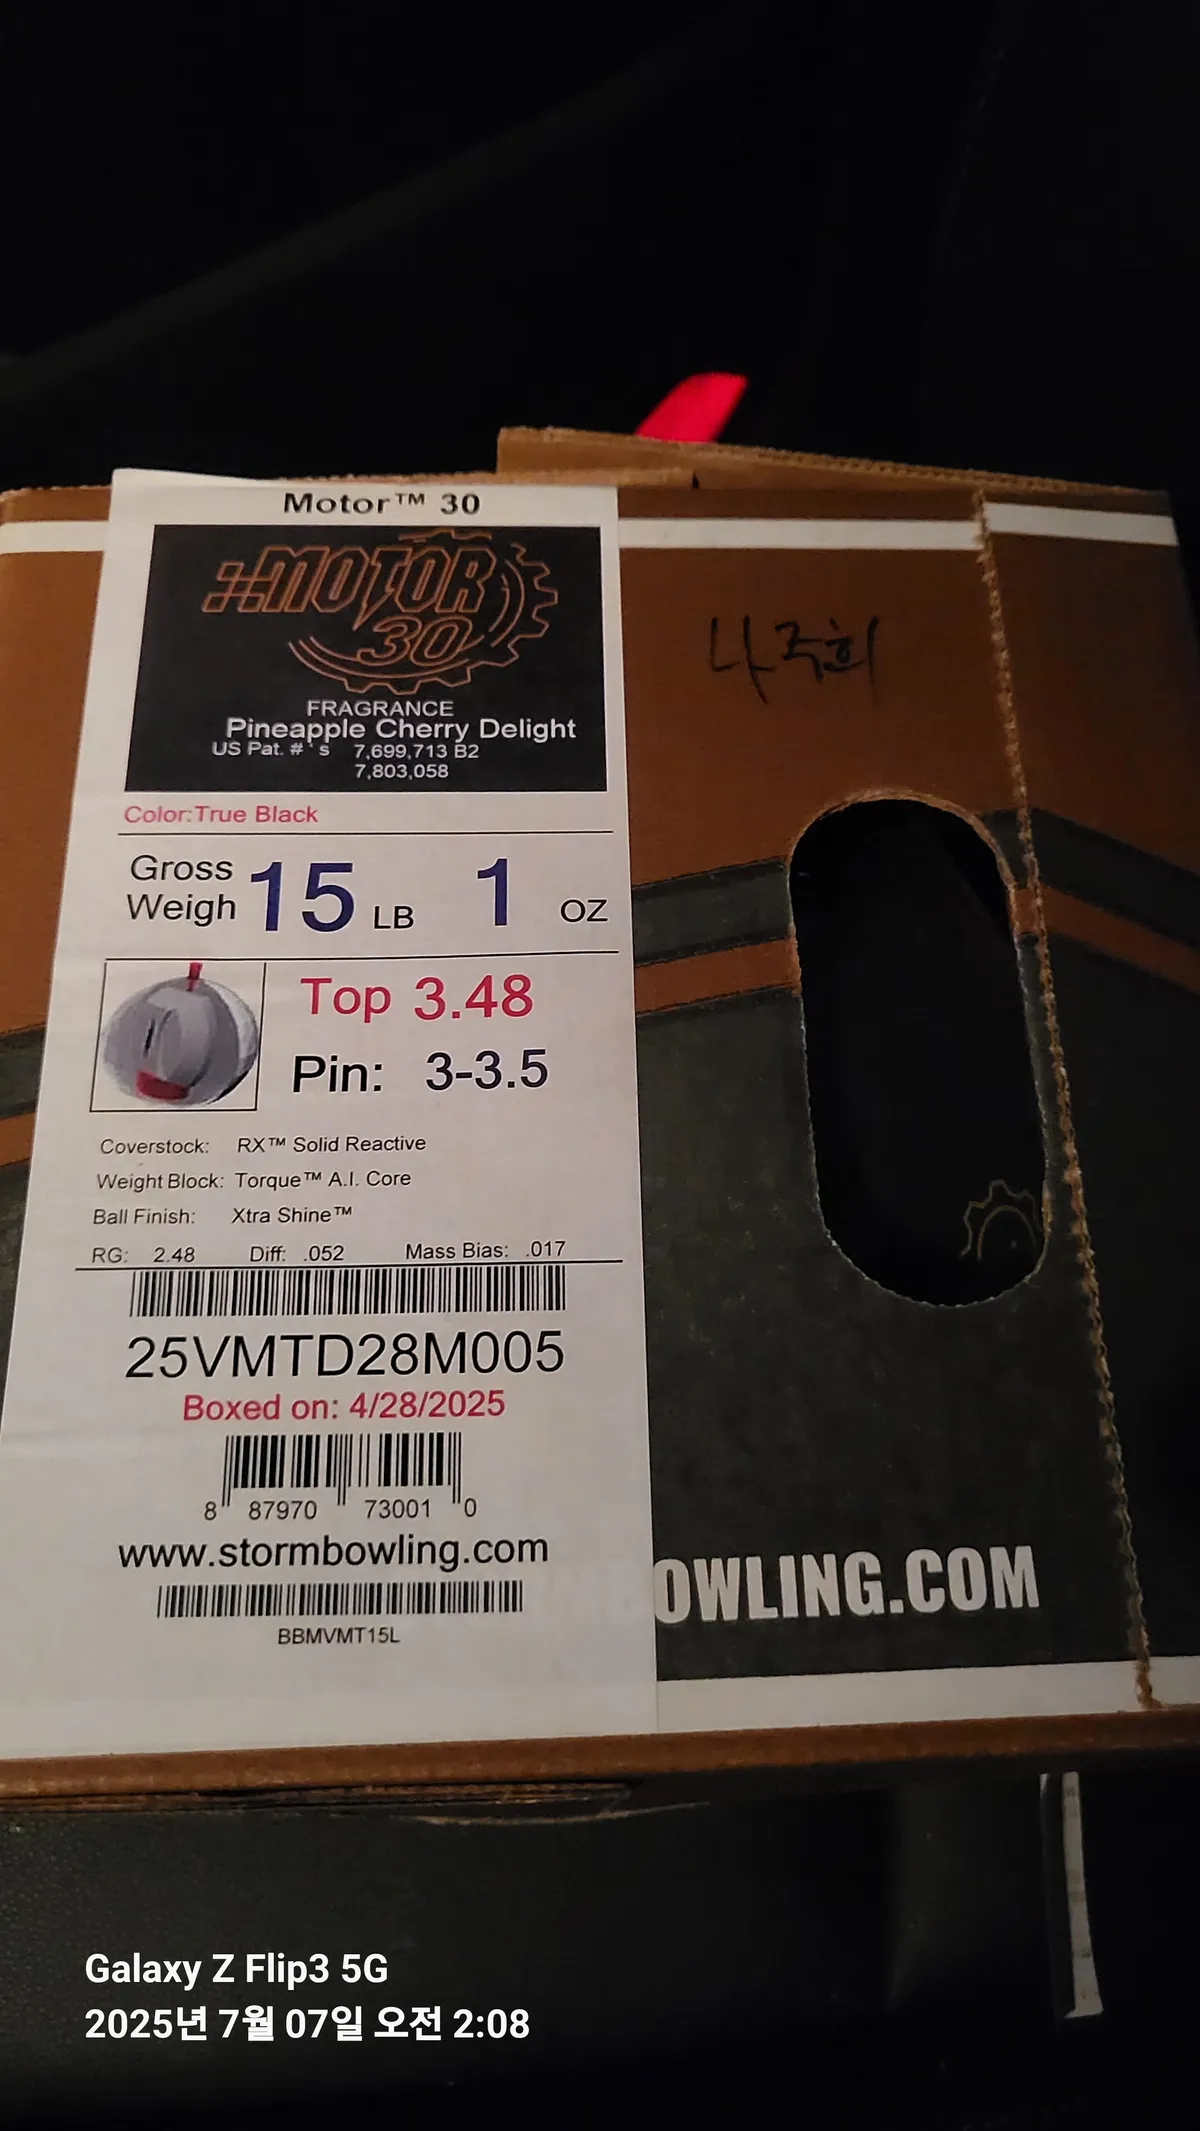 Motor™ 30
#MOTOR
30
FRAGRANCE
Pineapple Cherry Delight
US Pat. #`s 7,699,713 B2
7,803,058
Color:True Black
Gross
Weigh 15 LB 1 OZ
Top 3.48
Pin: 3-3.5
Coverstock: RX™ Solid Reactive
Weight Block: Torque™ A.I. Core
Ball Finish: Xtra Shine™
RG: 2.48 Diff: .052 Mass Bias: .017
25VMTD28M005
Boxed on: 4/28/2025
8 87970 73001 0
www.stormbowling.com
BBMVMT15L
나주희
OWLING.COM
Galaxy Z Flip3 5G
2025년 7월 07일 오전 2:08